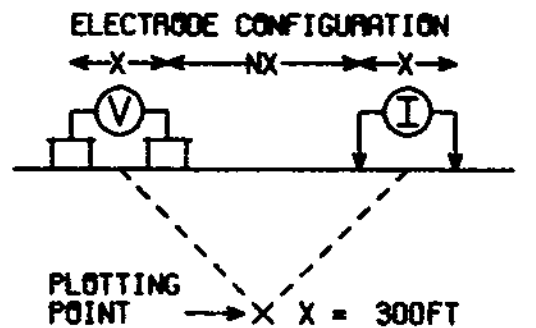 ELECTRODE CONFIGURATION
X NX X
V I
PLOTTING
POINT X X = 300FT